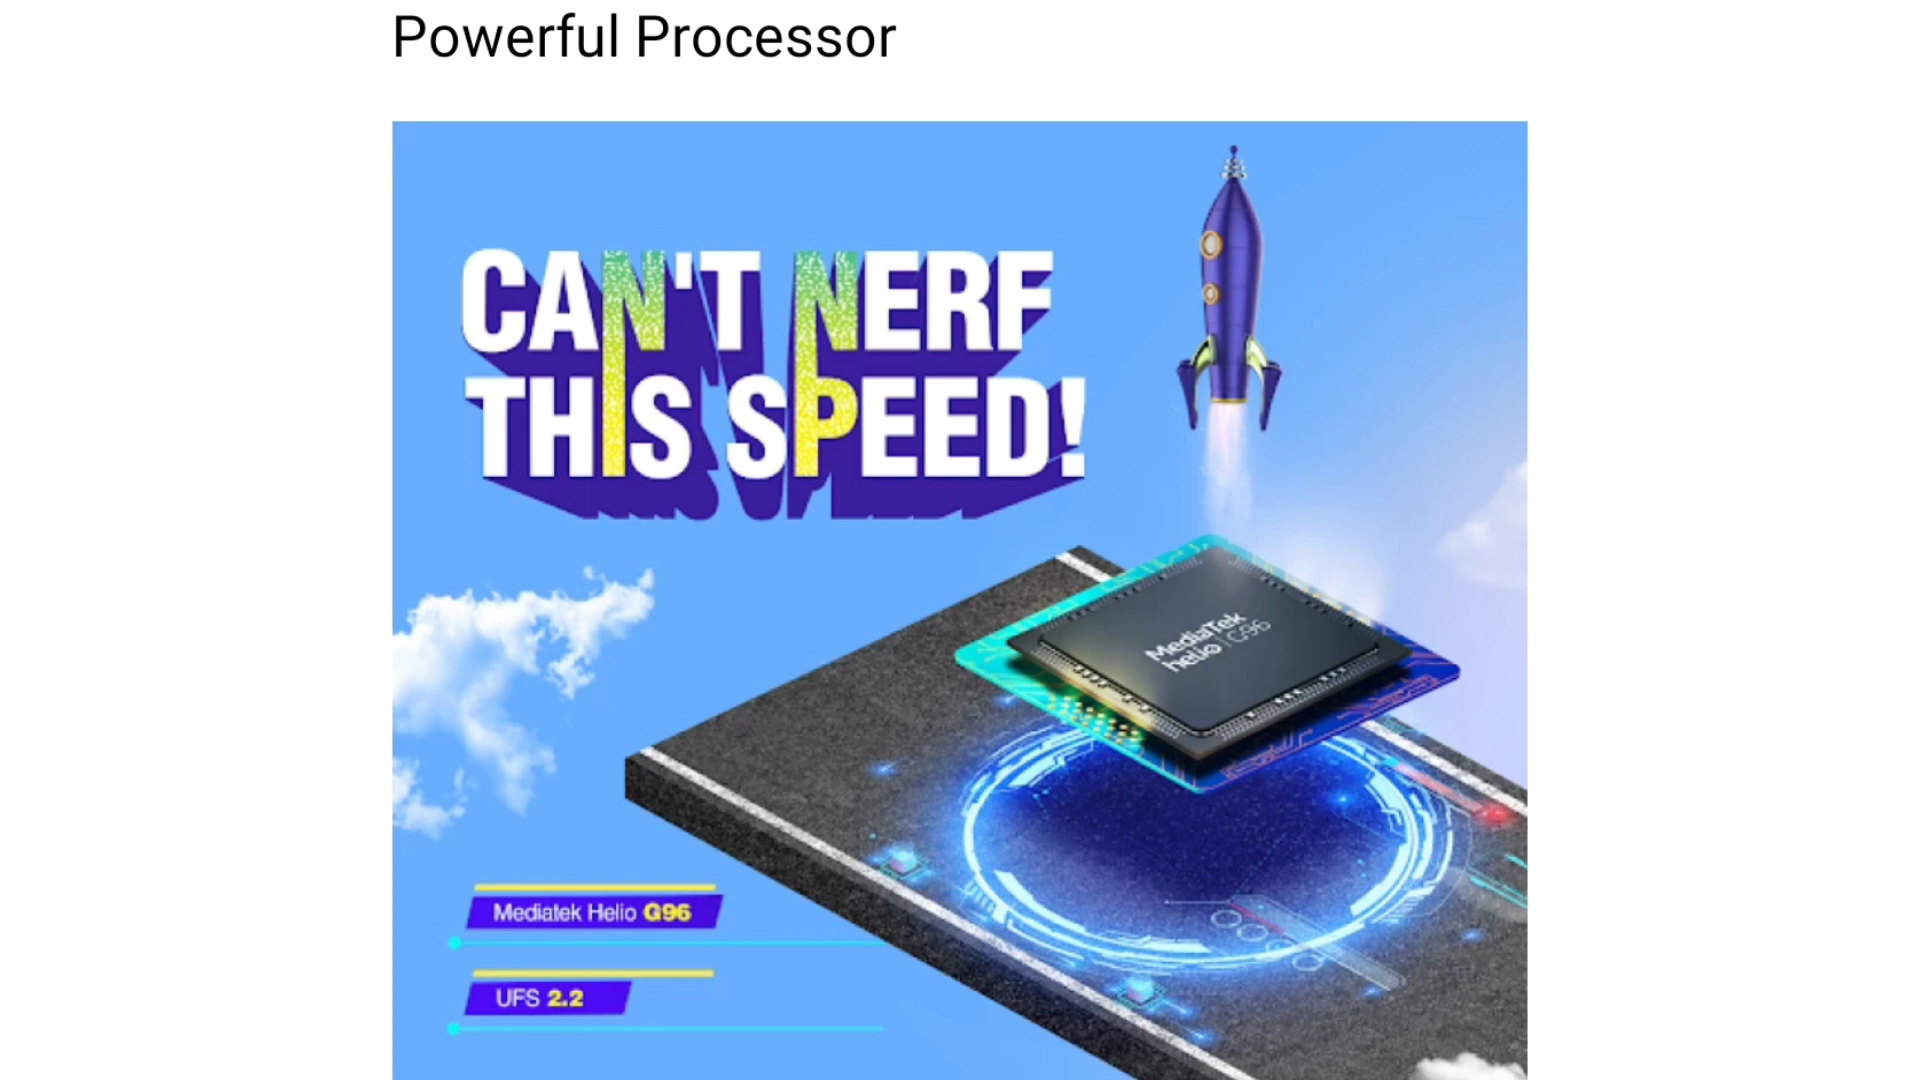 Powerful Processor
CAN'T NERF
THIS SPEED!
MediaTek
helio | G96
Mediatek Helio G96
UFS 2.2